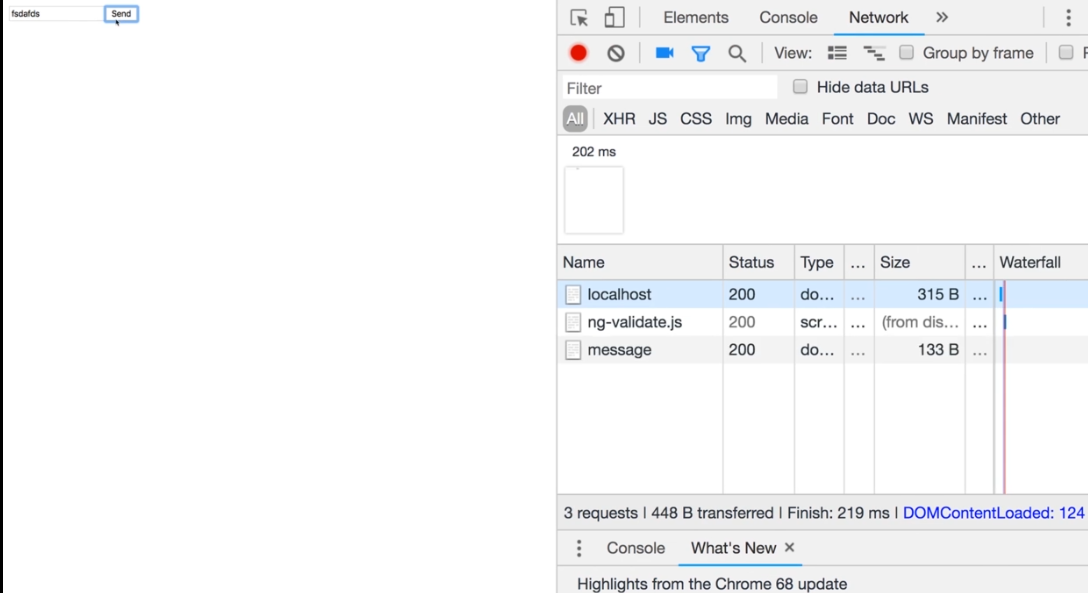 fsdafds Send
Elements Console Network »
View: Group by frame
Filter Hide data URLs
All XHR JS CSS Img Media Font Doc WS Manifest Other
202 ms
Name Status Type ... Size ... Waterfall
localhost 200 do... ... 315 B ...
ng-validate.js 200 scr... ... (from dis... ...
message 200 do... ... 133 B ...
3 requests | 448 B transferred | Finish: 219 ms | DOMContentLoaded: 124
Console What's New ×
Highlights from the Chrome 68 update